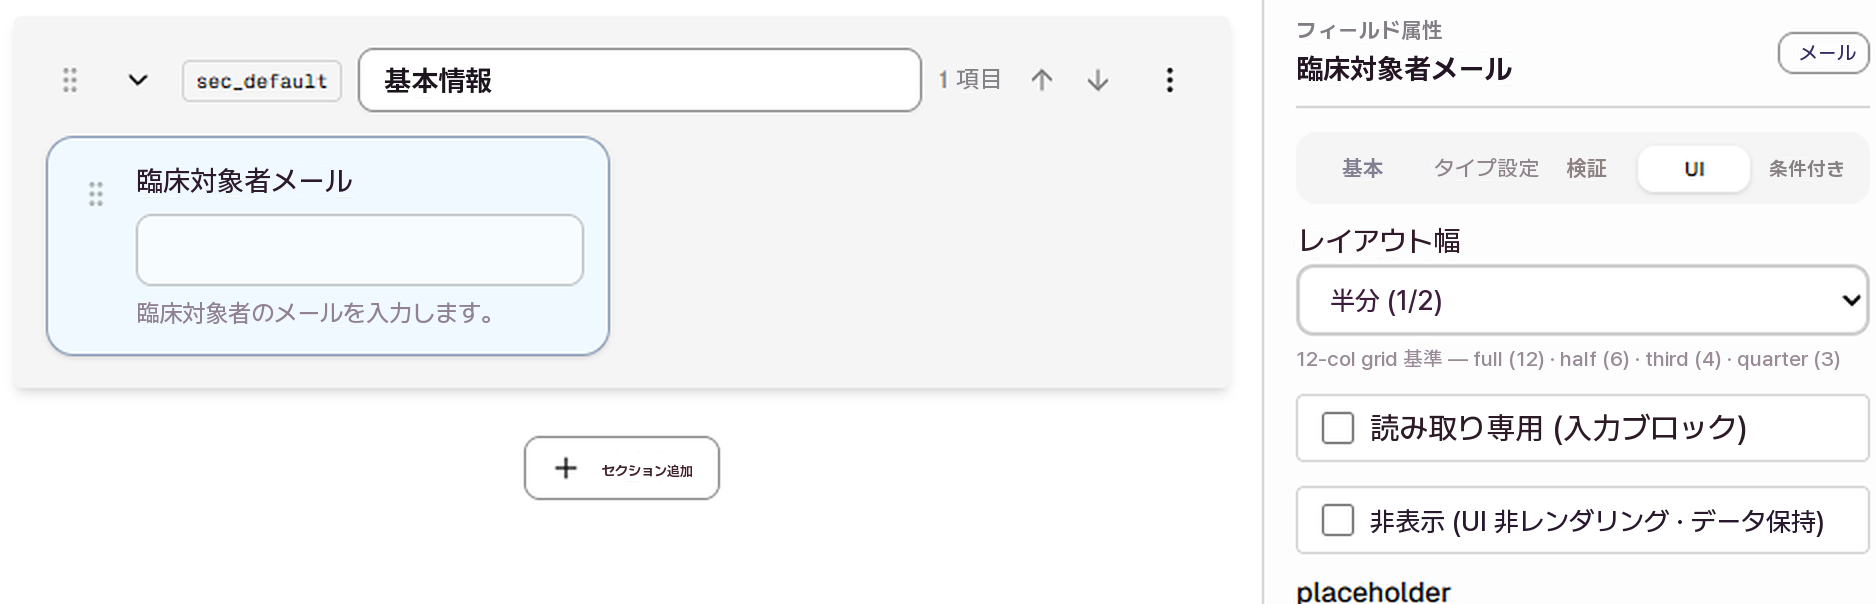 sec_default
基本情報
1 項目
臨床対象者メール
臨床対象者のメールを入力します。
セクション追加
フィールド属性
臨床対象者メール
メール
基本 タイプ設定 検証 UI 条件付き
レイアウト幅
半分 (1/2)
12-col grid 基準 — full (12) · half (6) · third (4) · quarter (3)
読み取り専用 (入力ブロック)
非表示 (UI 非レンダリング · データ保持)
placeholder